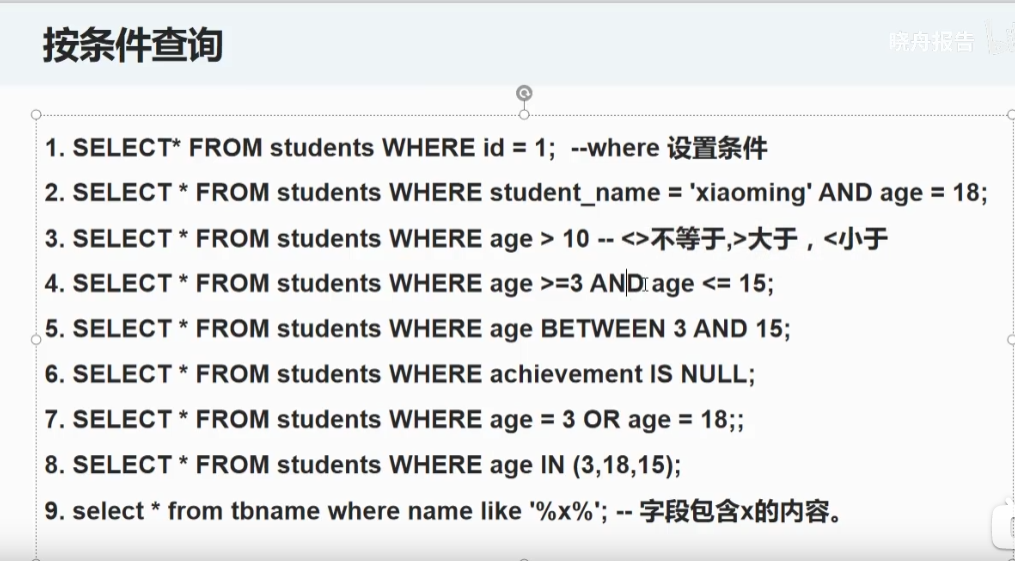 按条件查询
晓舟报告
1. SELECT* FROM students WHERE id = 1;  --where 设置条件
2. SELECT * FROM students WHERE student_name = 'xiaoming' AND age = 18;
3. SELECT * FROM students WHERE age > 10 -- <>不等于,>大于，<小于
4. SELECT * FROM students WHERE age >=3 AND age <= 15;
5. SELECT * FROM students WHERE age BETWEEN 3 AND 15;
6. SELECT * FROM students WHERE achievement IS NULL;
7. SELECT * FROM students WHERE age = 3 OR age = 18;;
8. SELECT * FROM students WHERE age IN (3,18,15);
9. select * from tbname where name like '%x%'; -- 字段包含x的内容。